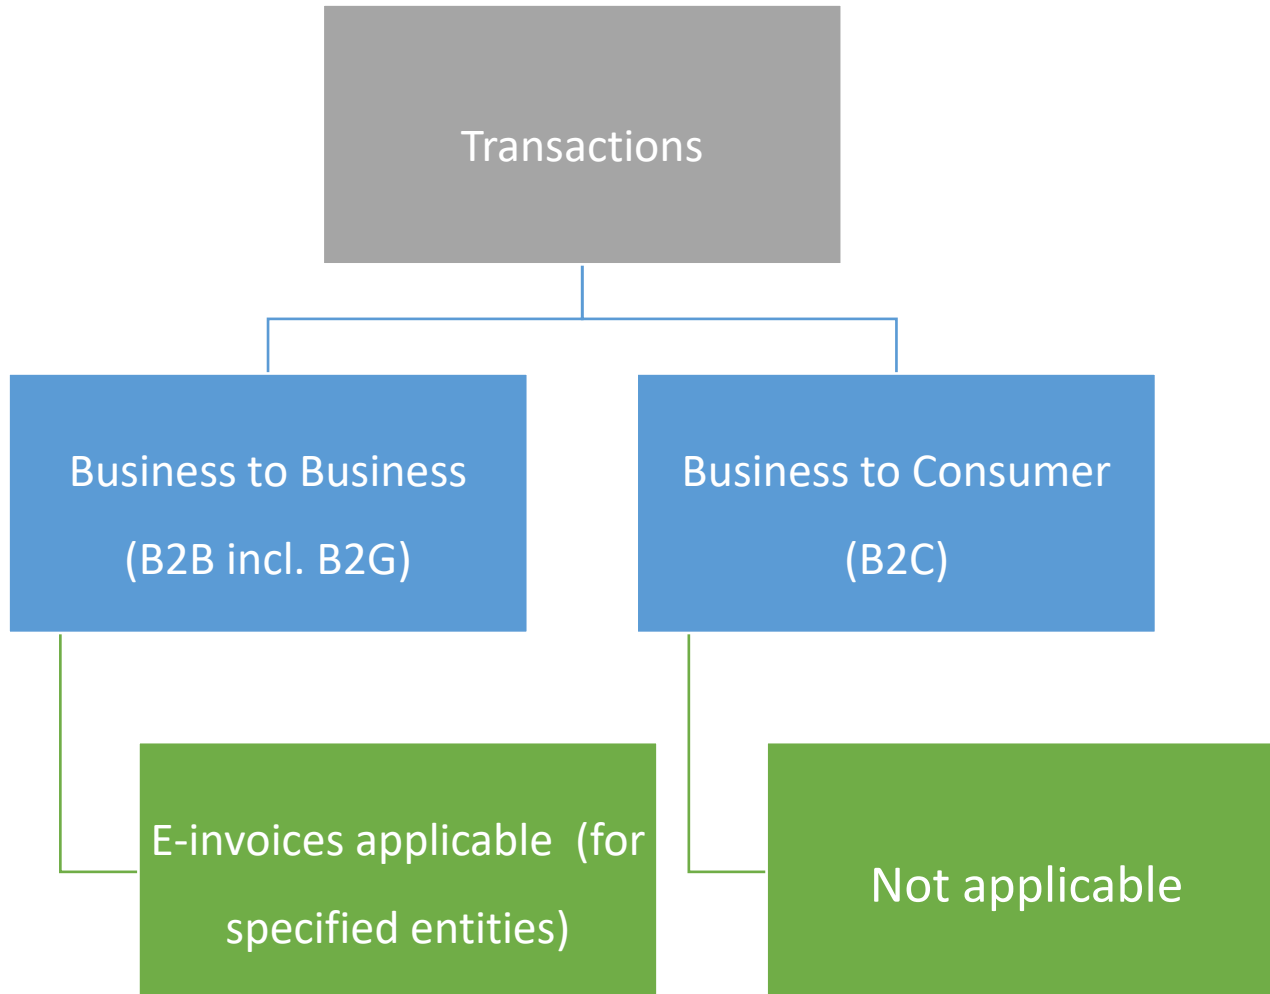 Transactions
Business to Business
(B2B incl. B2G)
Business to Consumer
(B2C)
E-invoices applicable  (for
specified entities)
Not applicable